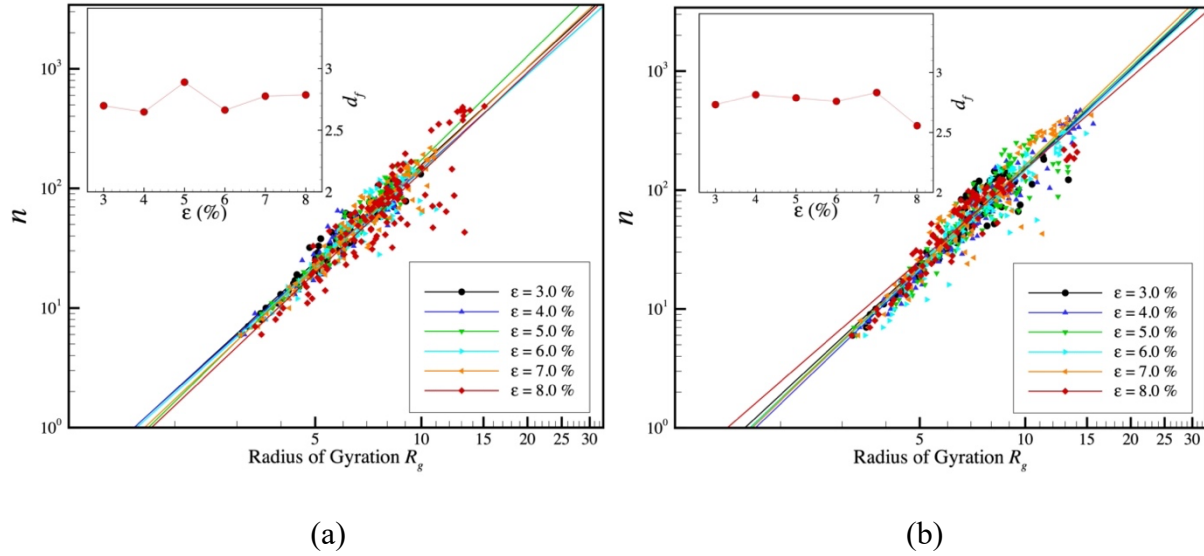 3
2.5
2
d_f
3 4 5 6 7 8
ε (%)
10³
10²
10¹
10⁰
n
5 10 15 20 25 30
Radius of Gyration R_g
ε = 3.0 %
ε = 4.0 %
ε = 5.0 %
ε = 6.0 %
ε = 7.0 %
ε = 8.0 %
(a)
3
2.5
2
d_f
3 4 5 6 7 8
ε (%)
10³
10²
10¹
10⁰
n
5 10 15 20 25 30
Radius of Gyration R_g
ε = 3.0 %
ε = 4.0 %
ε = 5.0 %
ε = 6.0 %
ε = 7.0 %
ε = 8.0 %
(b)